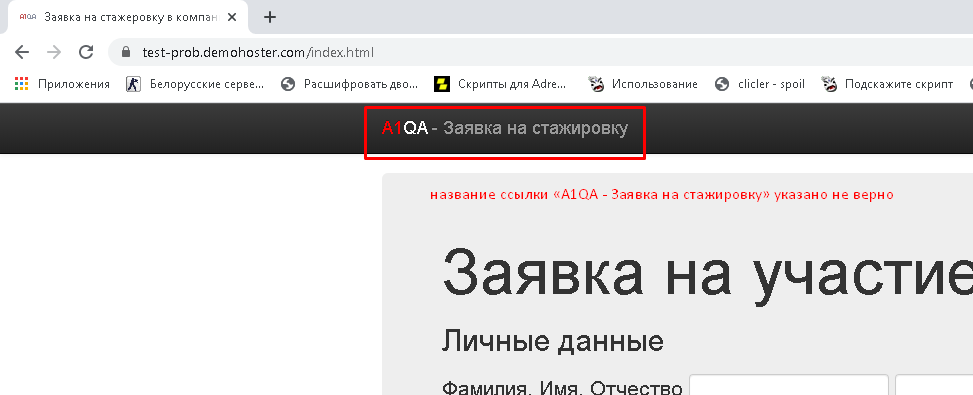 A1QA Заявка на стажировку в компан
test-prob.demohoster.com/index.html
Приложения Белорусские серве... Расшифровать дво... Скрипты для Adre... Использование clicler - spoil Подскажите скрипт
A1QA - Заявка на стажировку
название ссылки «A1QA - Заявка на стажировку» указано не верно
Заявка на участие
Личные данные
Фамилия, Имя, Отчество